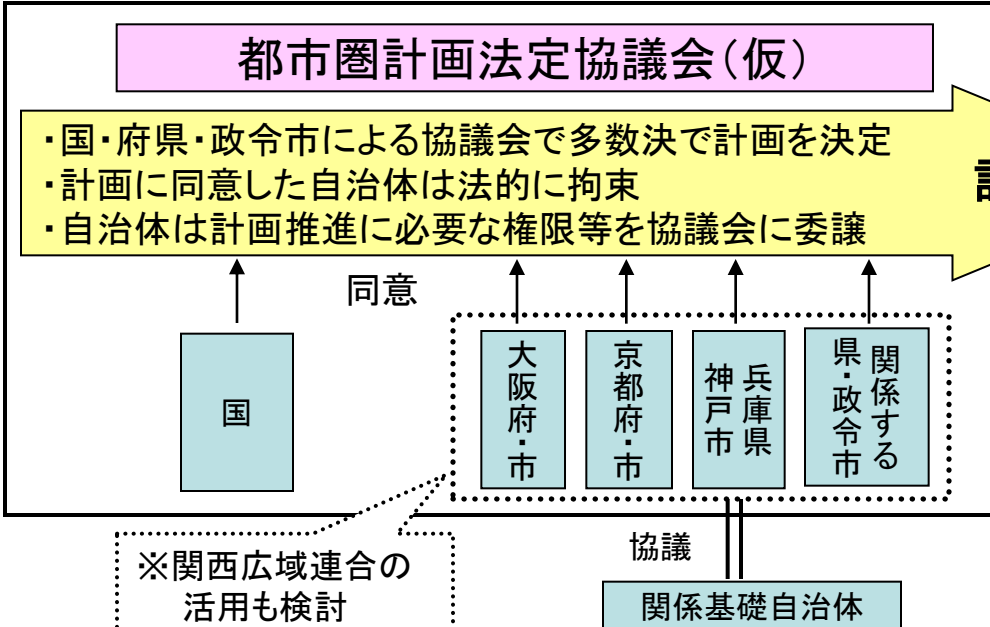 都市圏計画法定協議会(仮)
・国・府県・政令市による協議会で多数決で計画を決定
・計画に同意した自治体は法的に拘束
・自治体は計画推進に必要な権限等を協議会に委譲
同意
国
大阪府・市
京都府・市
兵庫県
神戸市
関係する
県・政令市
協議
※関西広域連合の
活用も検討
関係基礎自治体